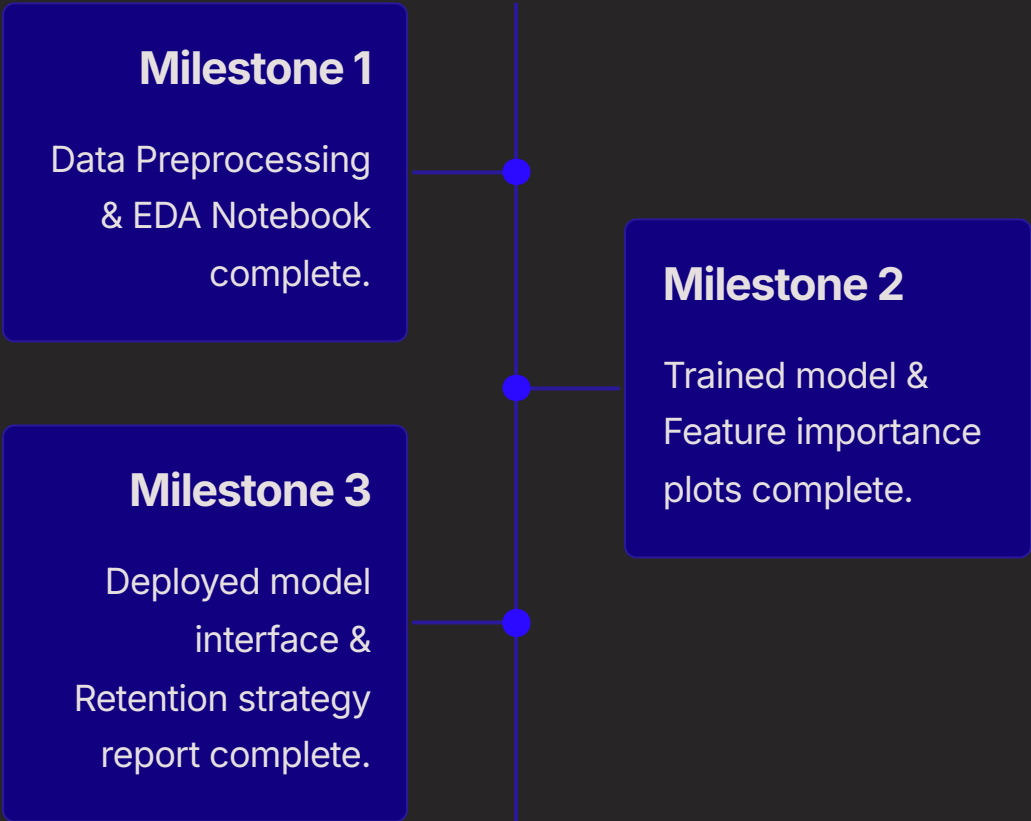 Milestone 1
Data Preprocessing
& EDA Notebook
complete.
Milestone 2
Trained model &
Feature importance
plots complete.
Milestone 3
Deployed model
interface &
Retention strategy
report complete.